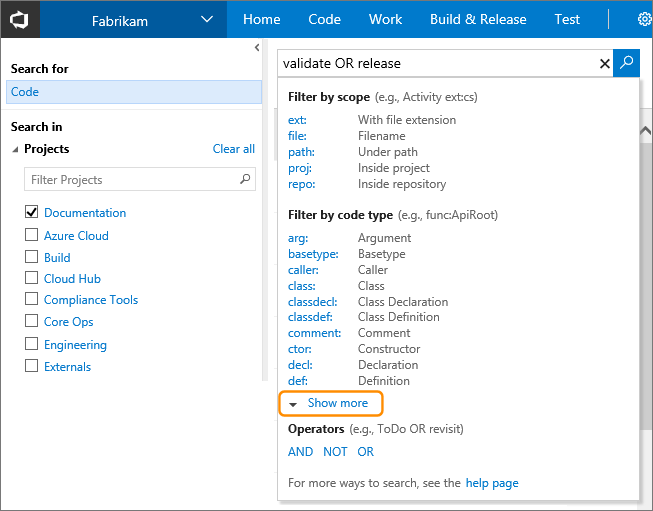 Fabrikam Home Code Work Build & Release Test
Search for
Code
Search in
Projects Clear all
Filter Projects
Documentation
Azure Cloud
Build
Cloud Hub
Compliance Tools
Core Ops
Engineering
Externals
validate OR release
Filter by scope (e.g., Activity ext:cs)
ext: With file extension
file: Filename
path: Under path
proj: Inside project
repo: Inside repository
Filter by code type (e.g., func:ApiRoot)
arg: Argument
basetype: Basetype
caller: Caller
class: Class
classdecl: Class Declaration
classdef: Class Definition
comment: Comment
ctor: Constructor
decl: Declaration
def: Definition
Show more
Operators (e.g., ToDo OR revisit)
AND NOT OR
For more ways to search, see the help page